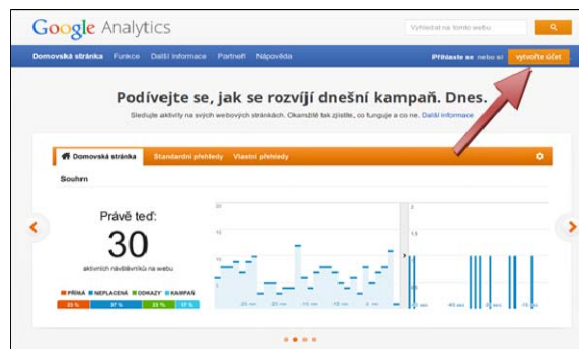 Google Analytics
Vyhledat na tomto webu
Domovská stránka Funkce Další informace Partneři Nápověda
Přihlaste se nebo si vytvořte účet
Podívejte se, jak se rozvíjí dnešní kampaň. Dnes.
Sledujte aktivity na svých webových stránkách. Okamžitě tak zjistíte, co funguje a co ne. Další informace
Domovská stránka Standardní přehledy Vlastní přehledy
Souhrn
Právě teď:
30
aktivních návštěvníků na webu
PŘÍMÁ NEPLACENÁ ODKAZY KAMPAŇ